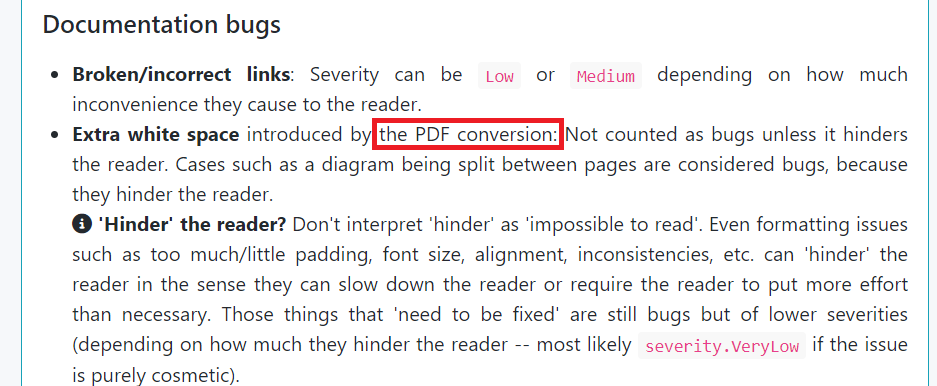 Documentation bugs
• Broken/incorrect links: Severity can be Low or Medium depending on how much
inconvenience they cause to the reader.
• Extra white space introduced by the PDF conversion: Not counted as bugs unless it hinders
the reader. Cases such as a diagram being split between pages are considered bugs, because
they hinder the reader.
'Hinder' the reader? Don't interpret 'hinder' as 'impossible to read'. Even formatting issues
such as too much/little padding, font size, alignment, inconsistencies, etc. can 'hinder' the
reader in the sense they can slow down the reader or require the reader to put more effort
than necessary. Those things that 'need to be fixed' are still bugs but of lower severities
(depending on how much they hinder the reader -- most likely severity.VeryLow if the issue
is purely cosmetic).